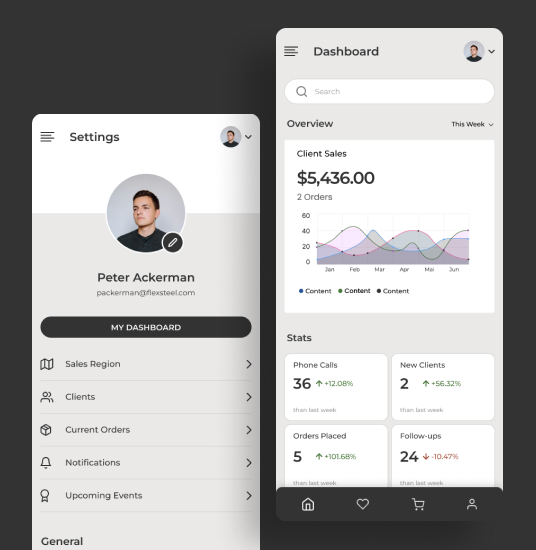 Settings
Peter Ackerman
packerman@flexsteel.com
MY DASHBOARD
Sales Region
Clients
Current Orders
Notifications
Upcoming Events
General
Dashboard
Search
Overview
This Week
Client Sales
$5,436.00
2 Orders
60
40
20
0
Jan Feb Mar Apr Mai Jun
Content Content Content
Stats
Phone Calls
36 +12.08%
than last week
New Clients
2 +56.32%
than last week
Orders Placed
5 +101.68%
than last week
Follow-ups
24 -10.47%
than last week